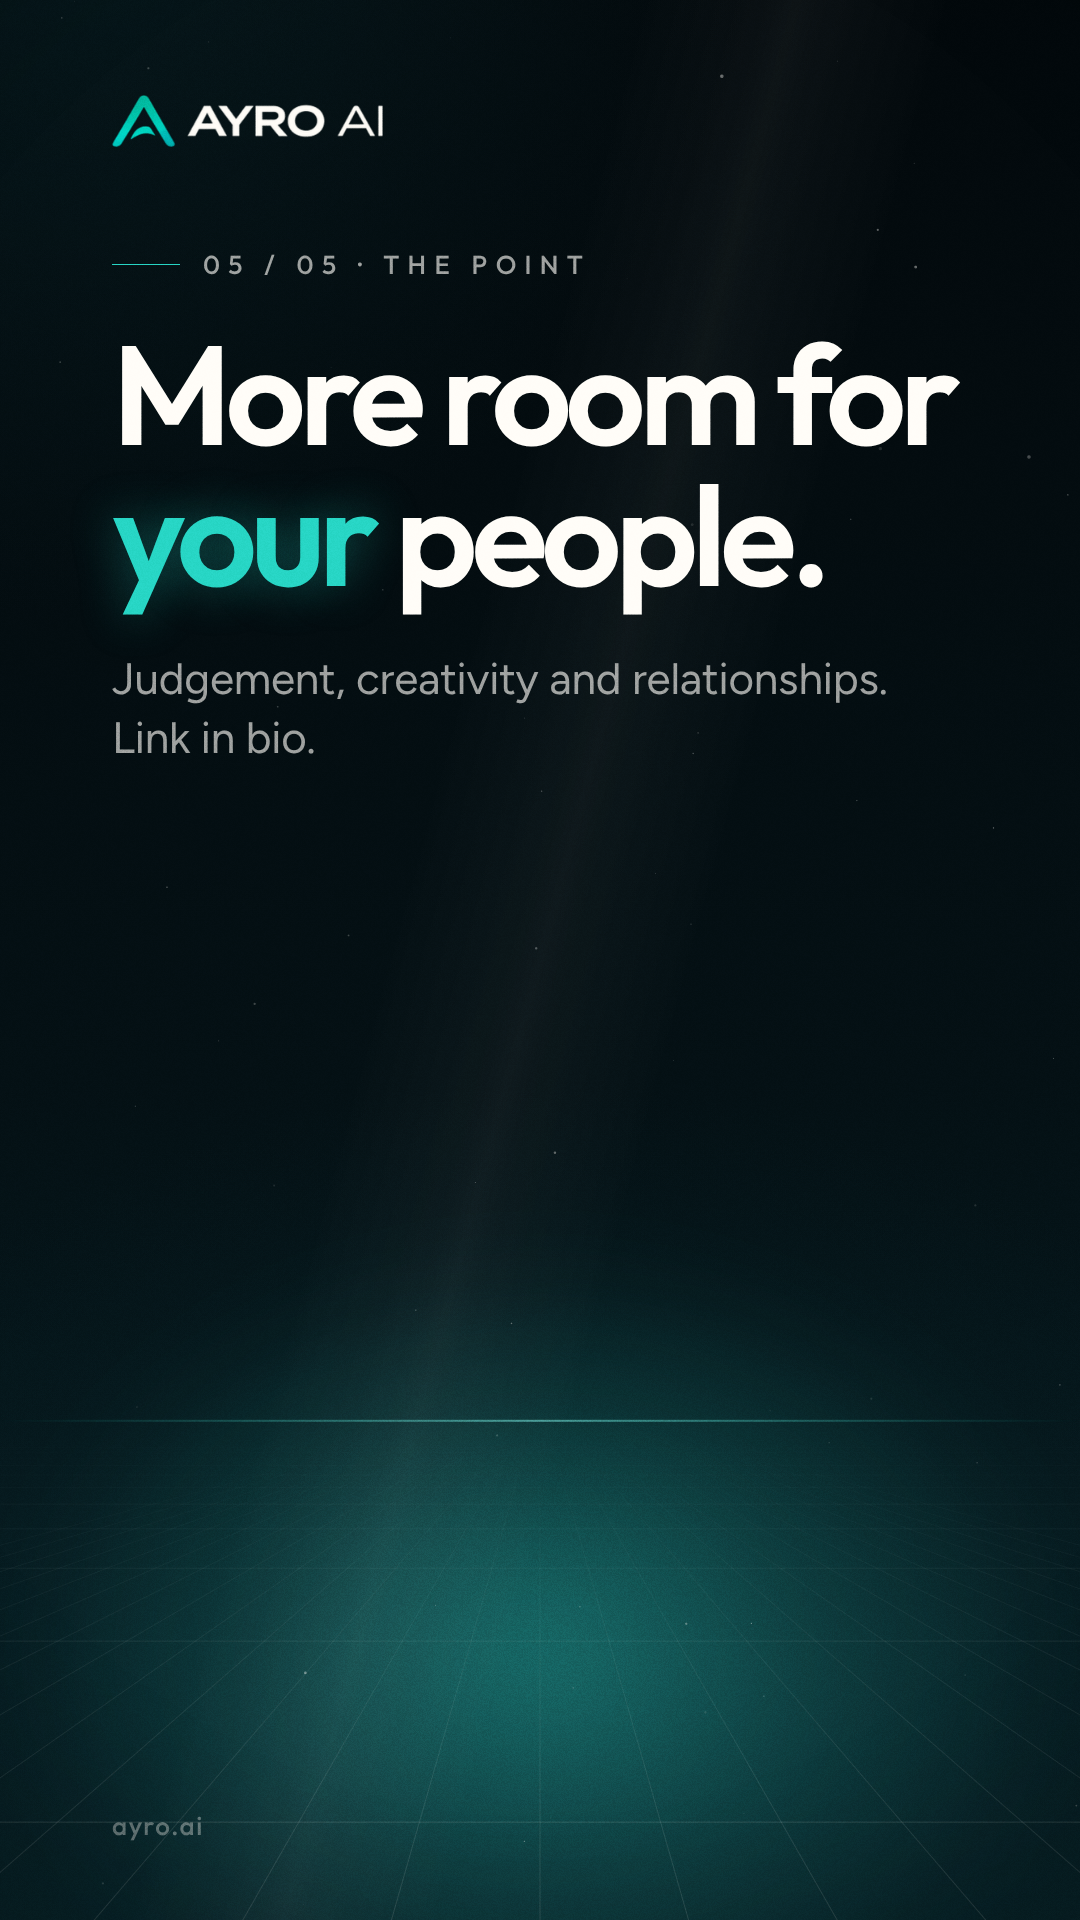 AYRO AI
05 / 05 · THE POINT
More room for
your people.
Judgement, creativity and relationships.
Link in bio.
ayro.ai